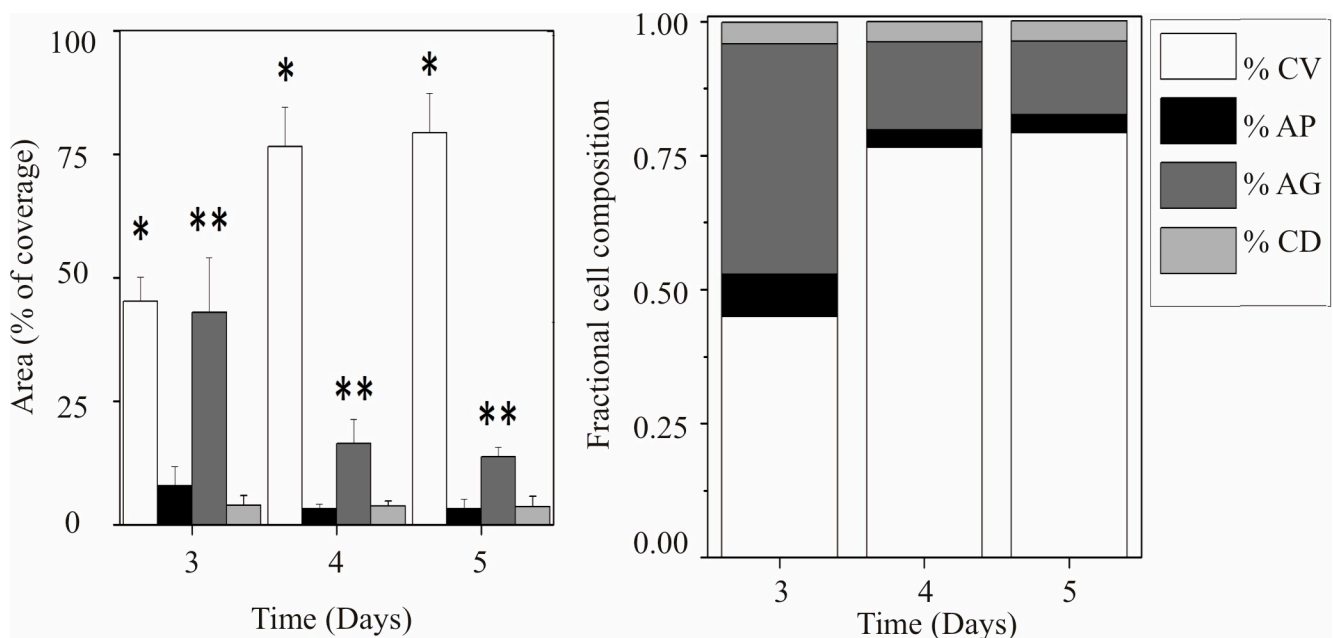 100
75
50
25
0
Area (% of coverage)
*
**
*
**
*
**
3
4
5
Time (Days)
1.00
0.75
0.50
0.25
0.00
Fractional cell composition
3
4
5
Time (Days)
% CV
% AP
% AG
% CD